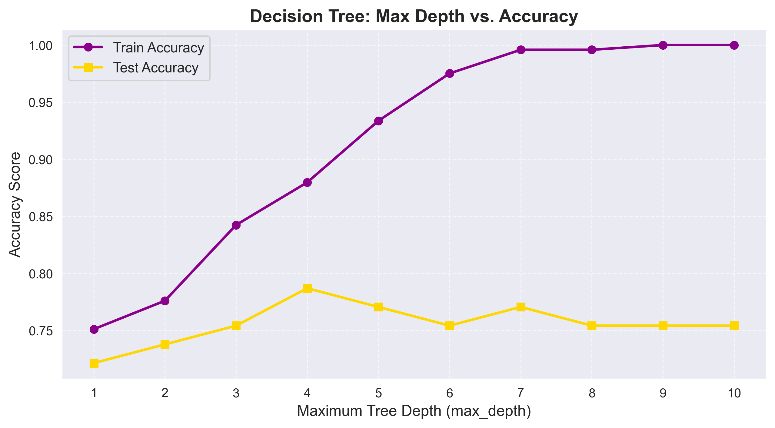 Decision Tree: Max Depth vs. Accuracy
Train Accuracy
Test Accuracy
Accuracy Score
1.00
0.95
0.90
0.85
0.80
0.75
1 2 3 4 5 6 7 8 9 10
Maximum Tree Depth (max_depth)